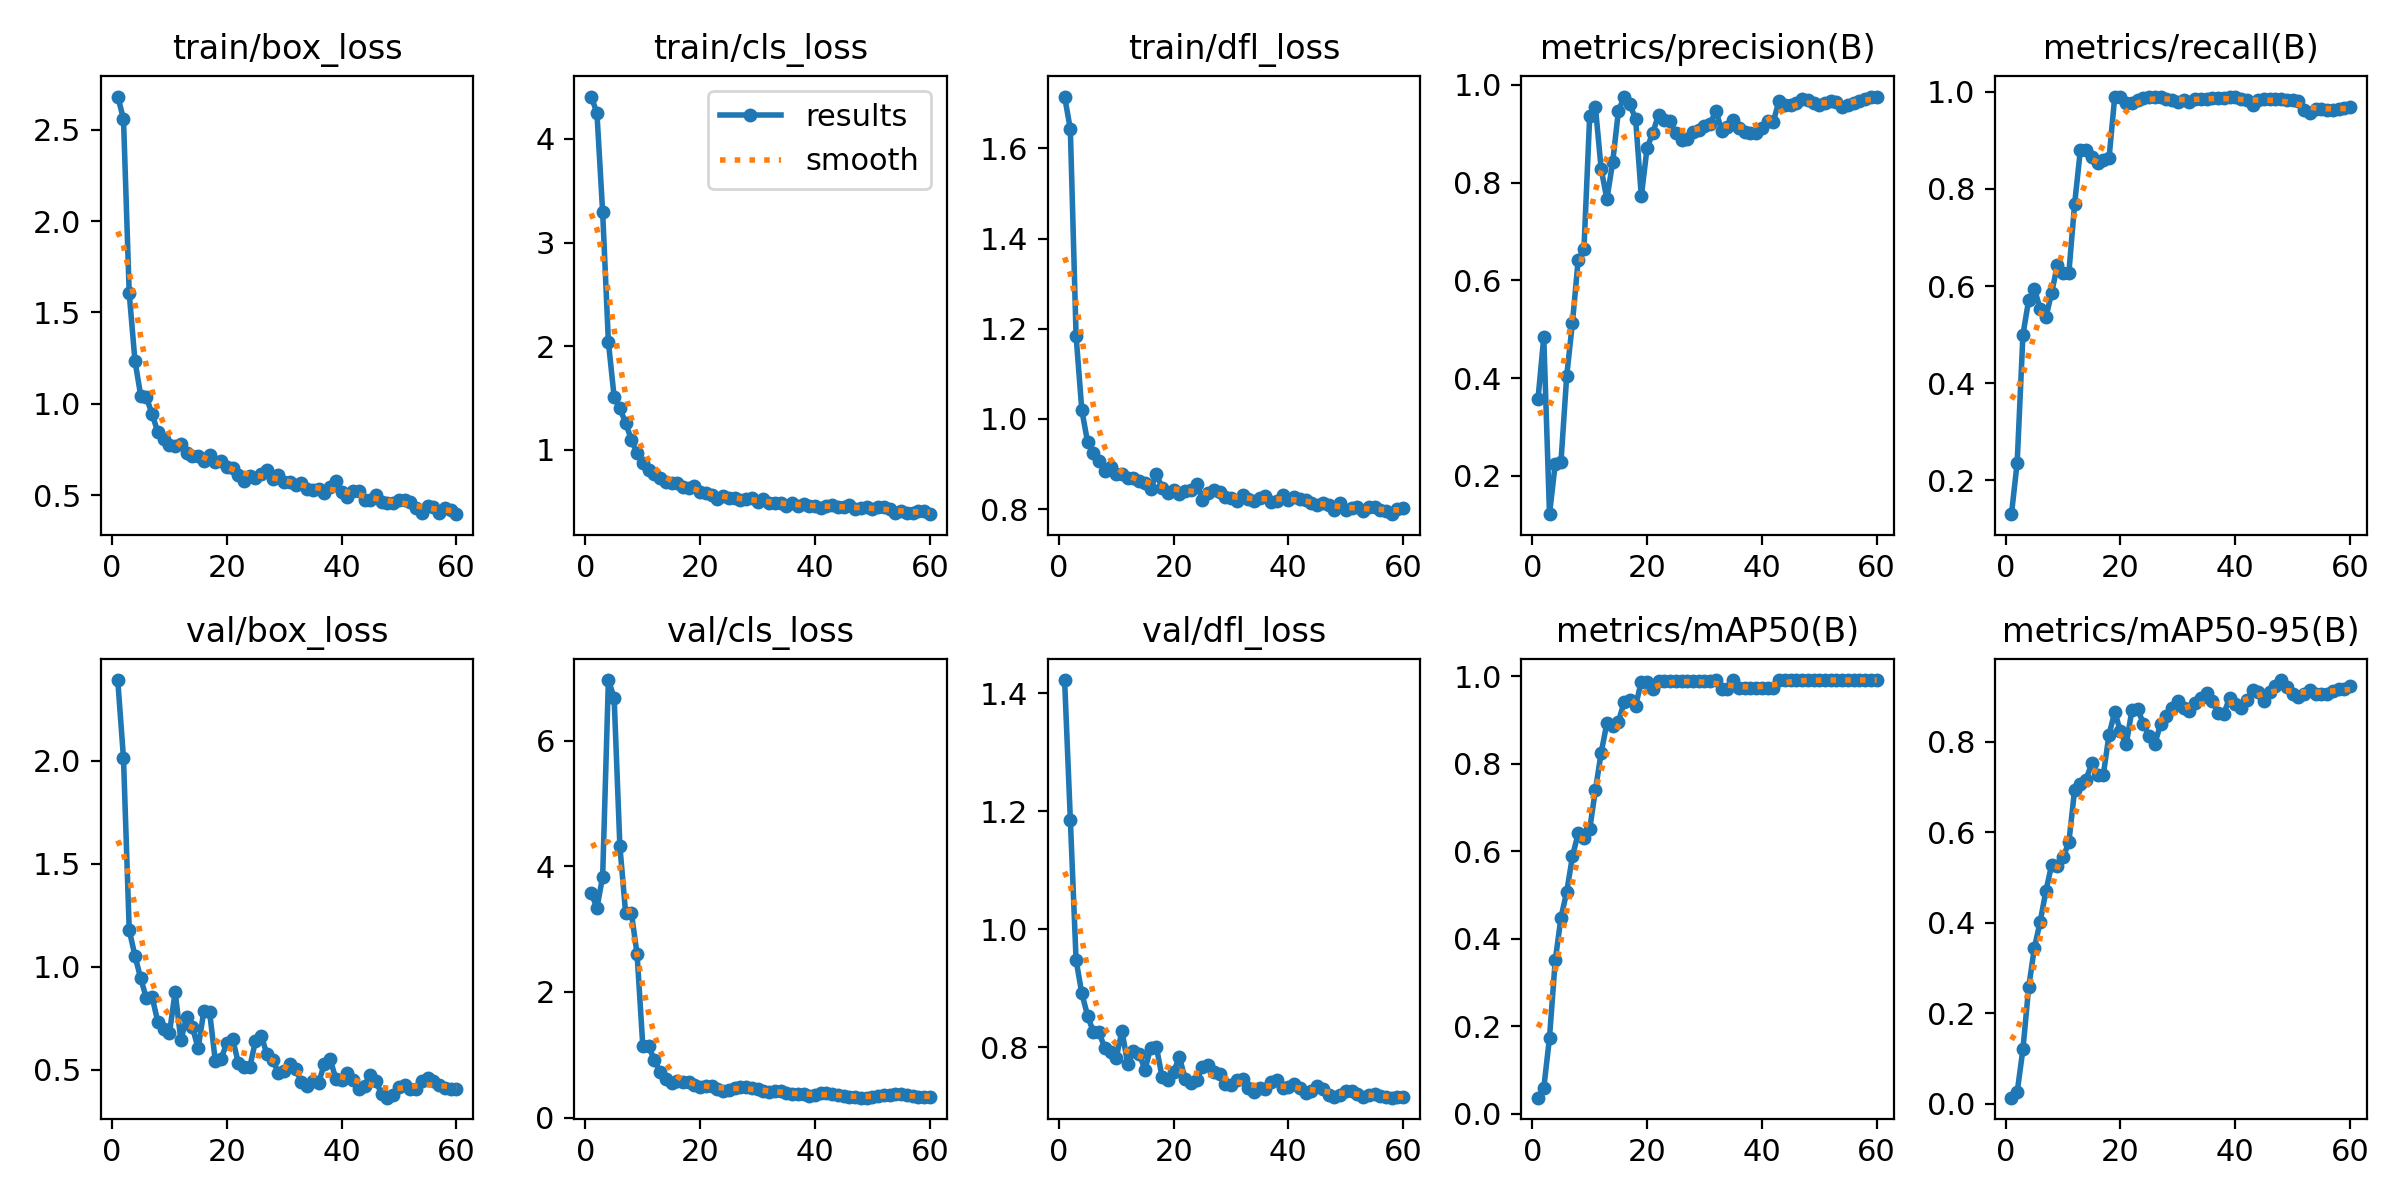 train/box_loss
2.5
2.0
1.5
1.0
0.5
0 20 40 60
train/cls_loss
results
smooth
4
3
2
1
0 20 40 60
train/dfl_loss
1.6
1.4
1.2
1.0
0.8
0 20 40 60
metrics/precision(B)
1.0
0.8
0.6
0.4
0.2
0 20 40 60
metrics/recall(B)
1.0
0.8
0.6
0.4
0.2
0 20 40 60
val/box_loss
2.0
1.5
1.0
0.5
0 20 40 60
val/cls_loss
6
4
2
0
0 20 40 60
val/dfl_loss
1.4
1.2
1.0
0.8
0 20 40 60
metrics/mAP50(B)
1.0
0.8
0.6
0.4
0.2
0.0
0 20 40 60
metrics/mAP50-95(B)
0.8
0.6
0.4
0.2
0.0
0 20 40 60